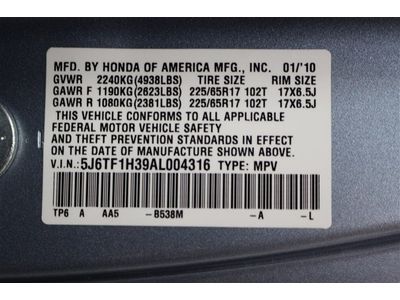 MFD. BY HONDA OF AMERICA MFG., INC. 01/'10
GVWR 2240KG(4938LBS) TIRE SIZE RIM SIZE
GAWR F 1190KG(2623LBS) 225/65R17 102T 17X6.5J
GAWR R 1080KG(2381LBS) 225/65R17 102T 17X6.5J
THIS VEHICLE CONFORMS TO ALL APPLICABLE
FEDERAL MOTOR VEHICLE SAFETY, BUMPER
AND THEFT PREVENTION STANDARDS IN EFFECT
ON THE DATE OF MANUFACTURE SHOWN ABOVE.
V.I.N. 5J6TF1H39AL004316 TYPE: MPV
TP6 A AA5 -B538M -A -L